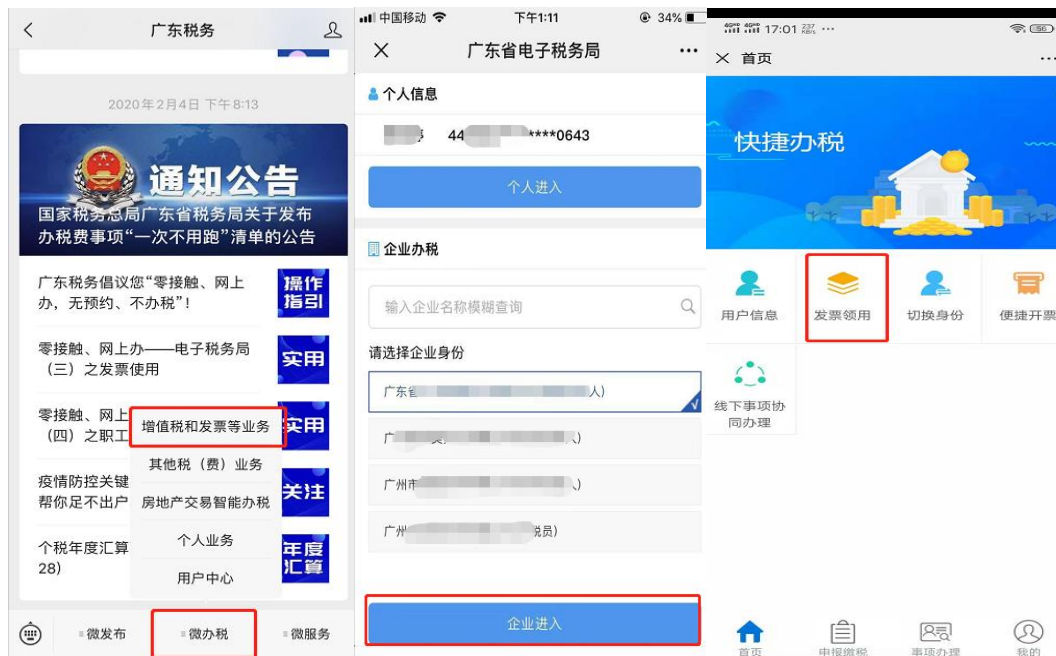 广东税务
2020年2月4日 下午8:13
通知公告
国家税务总局广东省税务局关于发布
办税费事项“一次不用跑”清单的公告
广东税务倡议您“零接触、网上
办，无预约、不办税”！
操作
指引
零接触、网上办——电子税务局
（三）之发票使用
实用
零接触、网上
（四）之职工
实用
疫情防控关键
帮你足不出户
关注
个税年度汇算
28)
年度
汇算
增值税和发票等业务
其他税（费）业务
房地产交易智能办税
个人业务
用户中心
微发布
微办税
微服务
中国移动
下午1:11
34%
广东省电子税务局
个人信息
44
****0643
个人进入
企业办税
输入企业名称模糊查询
请选择企业身份
广东省
人)
广
)
广州市
)
广州
税员)
企业进入
17:01
237
KB/s
56
首页
快捷办税
用户信息
发票领用
切换身份
便捷开票
线下事项协
同办理
首页
申报缴税
事项办理
我的